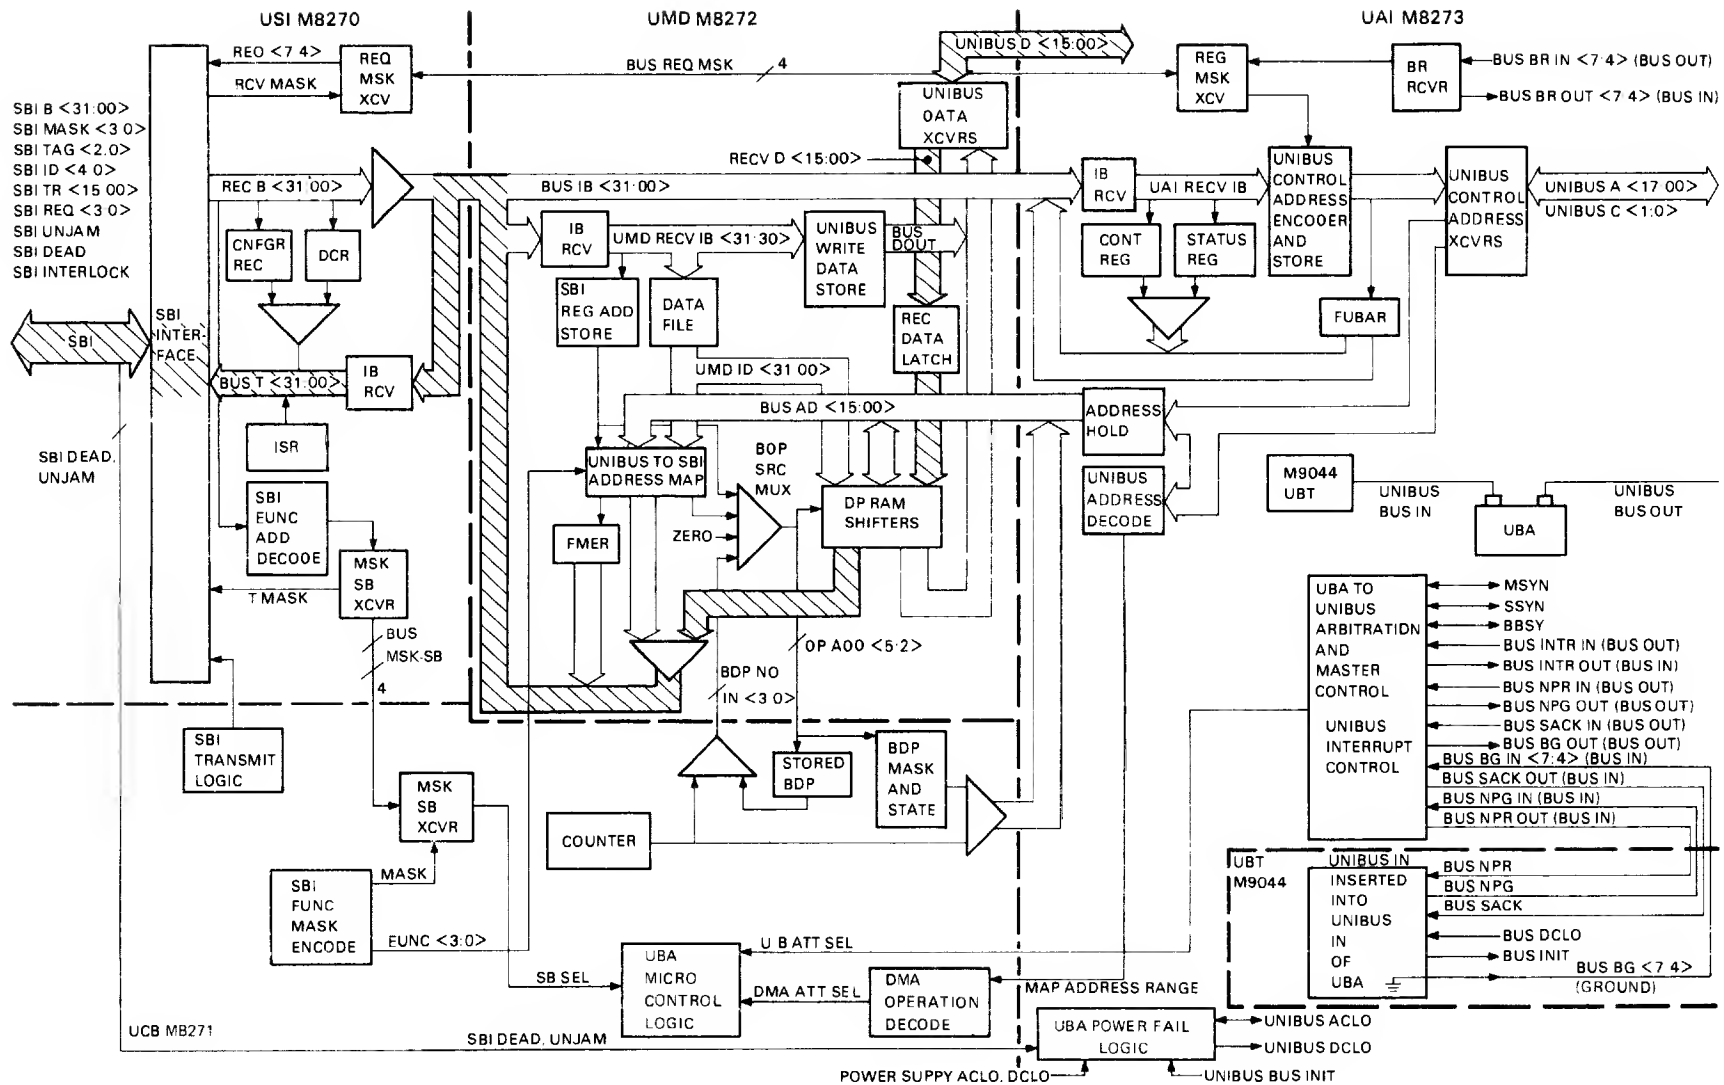 USI M8270
UMD M8272
UAI M8273
REO <7 4>
RCV MASK
REQ
MSK
XCV
BUS REQ MSK
4
UNIBUS D <15:00>
REG
MSK
XCV
BR
RCVR
BUS BR IN <7:4> (BUS OUT)
BUS BR OUT <7 4> (BUS IN)
SBI B <31:00>
SBI MASK <3 0>
SBI TAG <2.0>
SBI ID <4 0>
SBI TR <15 00>
SBI REQ <3:0>
SBI UNJAM
SBI DEAD
SBI INTERLOCK
UNIBUS
0ATA
XCVRS
RECV D <15:00>
REC B <31:00>
BUS IB <31:00>
IB
RCV
UAI RECV IB
UNIBUS
CONTROL
ADDRESS
ENCOER
AND
STORE
UNIBUS
CONTROL
ADDRESS
XCVRS
UNIBUS A <17 00>
UNIBUS C <1:0>
CNFGR
REC
DCR
IB
RCV
UMD RECV IB <31:30>
UNIBUS
WRITE
DATA
STORE
BUS
DOUT
CONT
REG
STATUS
REG
SBI
REG ADD
STORE
DATA
FILE
REC
DATA
LATCH
FUBAR
SBI
SBI
INTER-
FACE
BUS T <31:00>
IB
RCV
UMD ID <31 00>
BUS AD <15:00>
ADDRESS
HOLD
ISR
SBI DEAD,
UNJAM
UNIBUS TO SBI
ADDRESS MAP
B0P
SRC
MUX
DP RAM
SHIFTERS
UNIBUS
ADDRESS
DECODE
M9044
UBT
UNIBUS
BUS IN
UNIBUS
BUS OUT
UBA
SBI
EUNC
ADD
DECOOE
ZERO
FMER
MSK
SB
XCVR
T MASK
BUS
MSK-SB
4
0P A00 <5·2>
BDP NO
IN <3 0>
UBA TO
UNIBUS
ARBITRATION
AND
MASTER
CONTROL
UNIBUS
INTERRUPT
CONTROL
MSYN
SSYN
BBSY
BUS INTR IN (BUS OUT)
BUS INTR OUT (BUS IN)
BUS NPR IN (BUS OUT)
BUS NPG OUT (BUS OUT)
BUS SACK IN (BUS OUT)
BUS BG OUT (BUS OUT)
BUS BG IN <7:4> (BUS IN)
BUS SACK OUT (BUS IN)
BUS NPG IN (BUS IN)
BUS NPR OUT (BUS IN)
SBI
TRANSMIT
LOGIC
STORED
BDP
BDP
MASK
AND
STATE
MSK
SB
XCVR
COUNTER
MASK
SBI
FUNC
MASK
ENCODE
EUNC <3:0>
SB SEL
UBA
MICRO
CONTROL
LOGIC
U B ATT SEL
DMA ATT SEL
DMA
OPERATION
DECODE
MAP ADDRESS RANGE
UBT
M9044
UNIBUS IN
INSERTED
INTO
UNIBUS
IN
OF
UBA
BUS NPR
BUS NPG
BUS SACK
BUS DCLO
BUS INIT
BUS BG <7 4>
(GROUND)
UCB MB271
SBI DEAD, UNJAM
UBA POWER FAIL
LOGIC
UNIBUS ACLO
UNIBUS DCLO
POWER SUPPLY ACLO, DCLO
UNIBUS BUS INIT